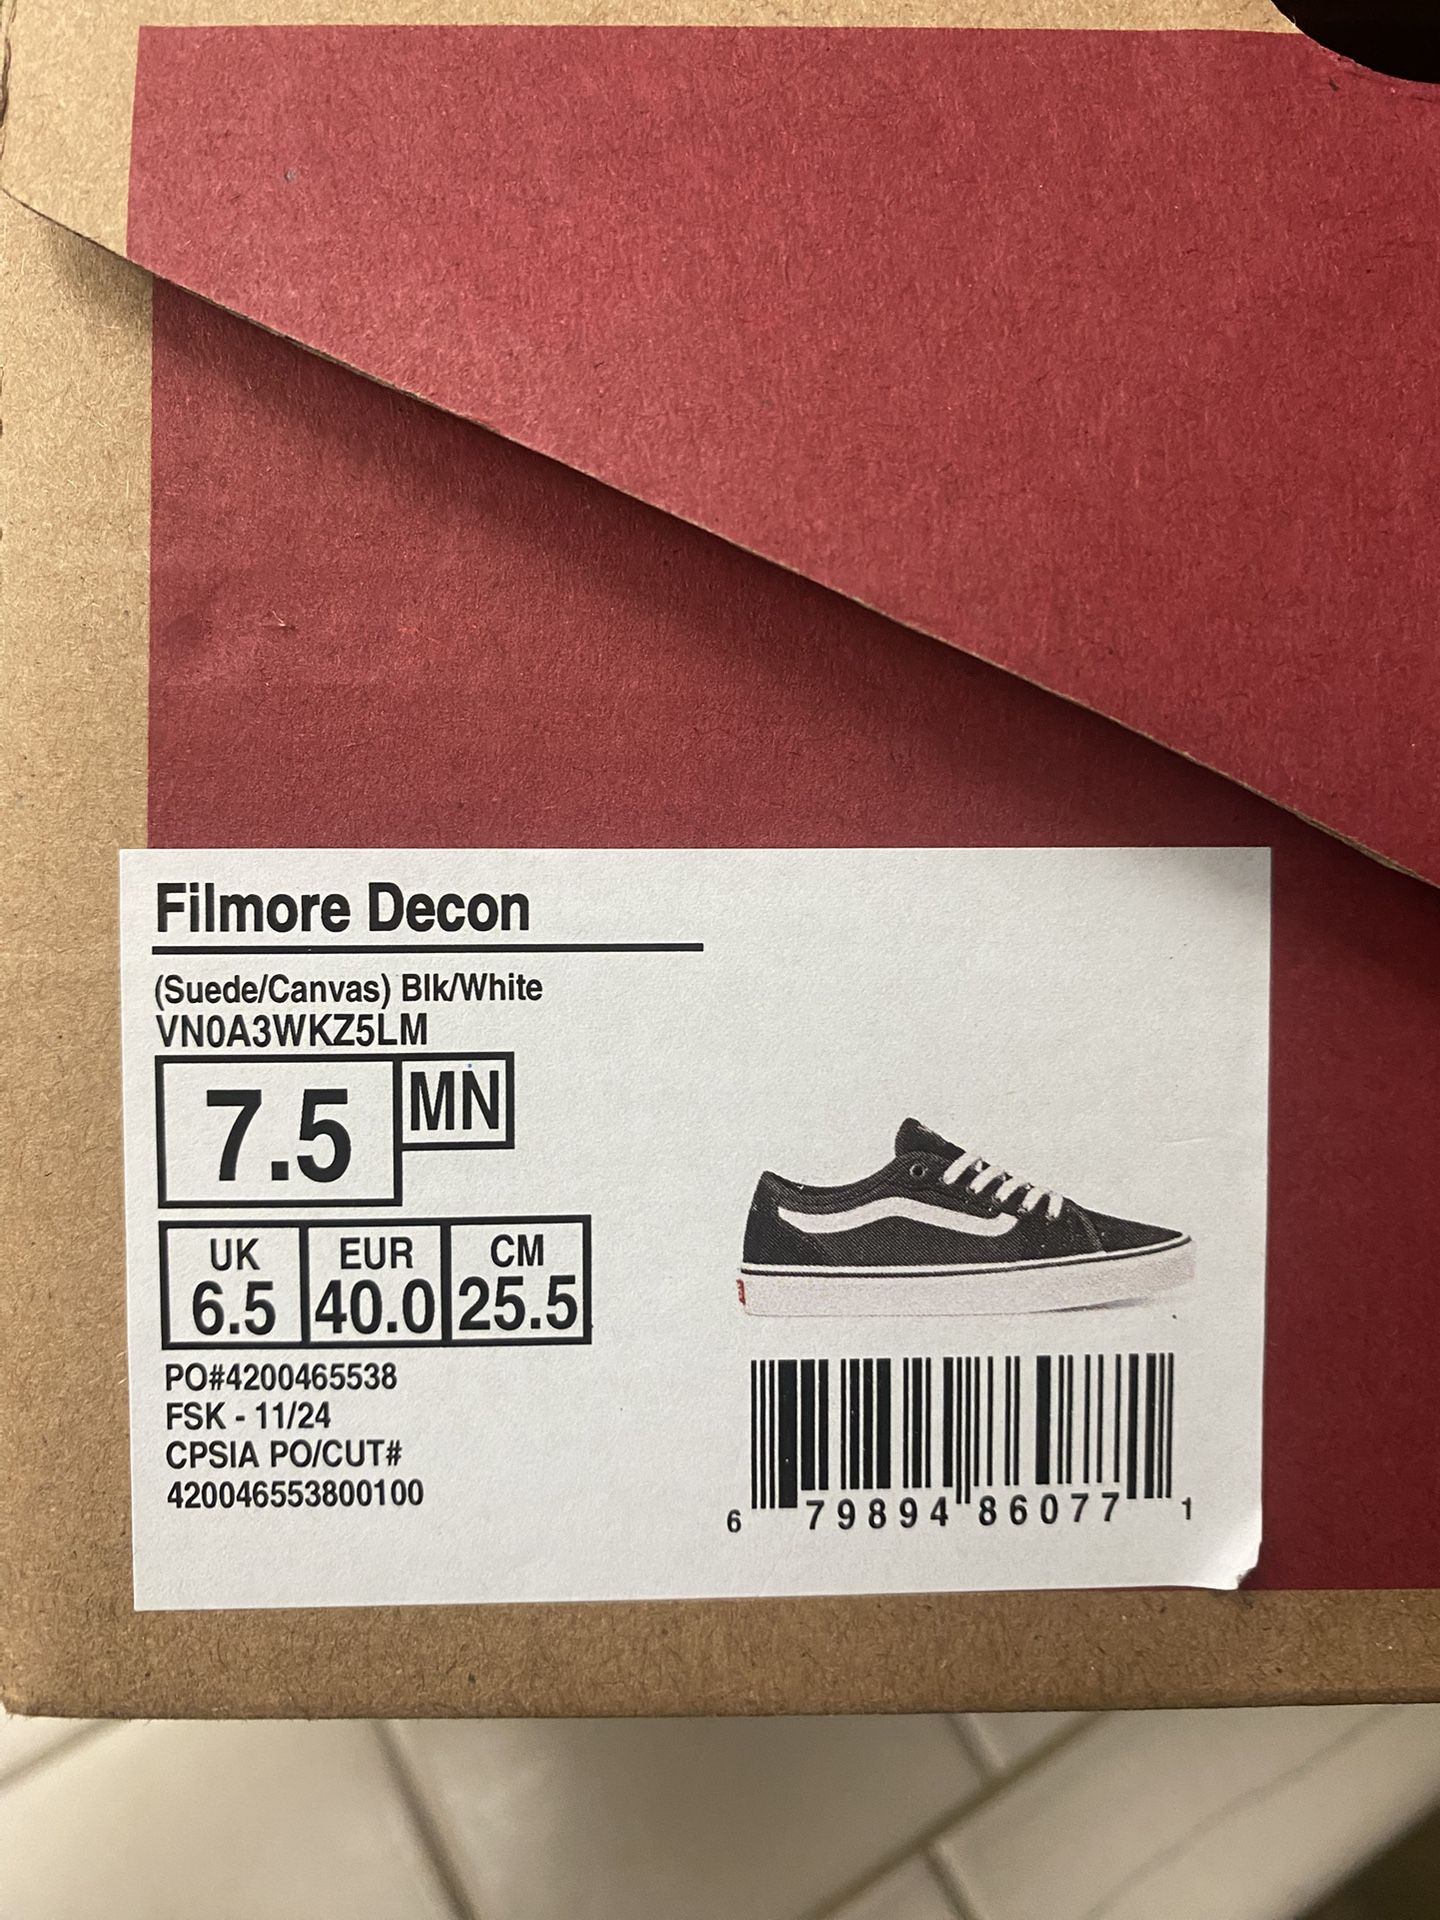 Filmore Decon
(Suede/Canvas) Blk/White
VN0A3WKZ5LM
7.5 MN
UK EUR CM
6.5 40.0 25.5
PO#4200465538
FSK - 11/24
CPSIA PO/CUT#
420046553800100
6 79894 86077 1